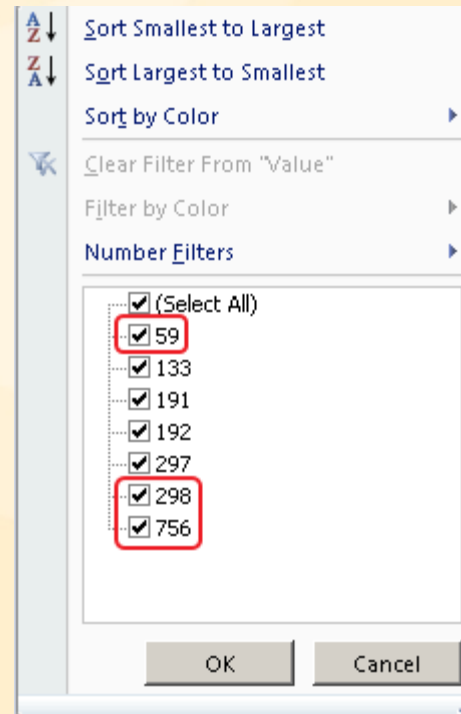 Sort Smallest to Largest
Sort Largest to Smallest
Sort by Color
Clear Filter From "Value"
Filter by Color
Number Filters
(Select All)
59
133
191
192
297
298
756
OK Cancel